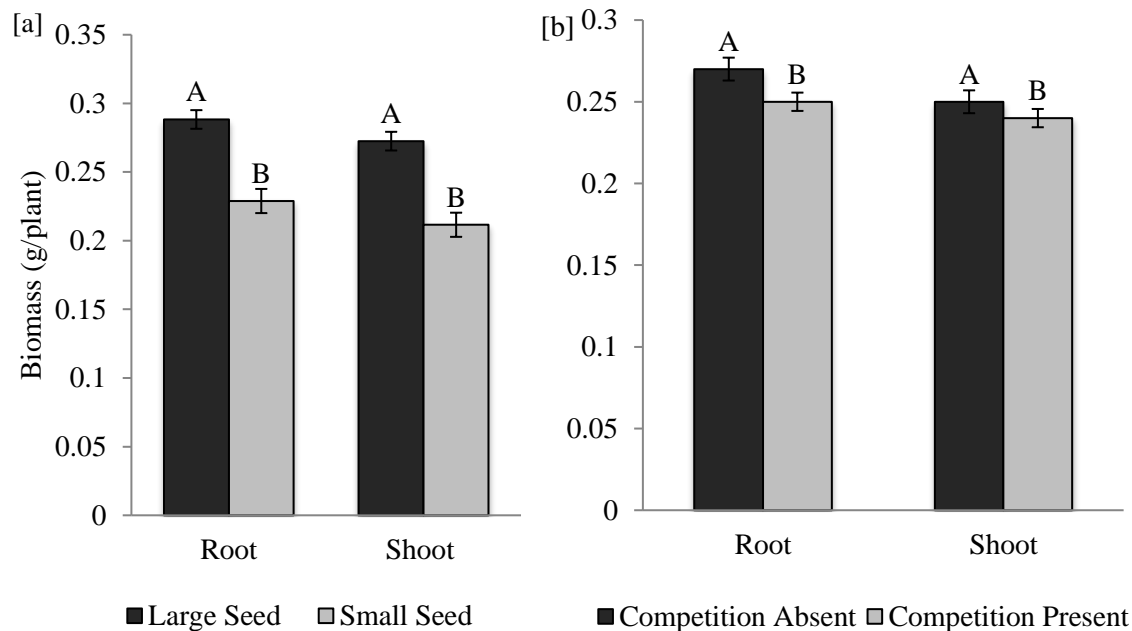 [a]
Biomass (g/plant)
0.35
0.3
0.25
0.2
0.15
0.1
0.05
0
A
B
A
B
Root
Shoot
Large Seed
Small Seed
[b]
0.3
0.25
0.2
0.15
0.1
0.05
0
A
B
A
B
Root
Shoot
Competition Absent
Competition Present